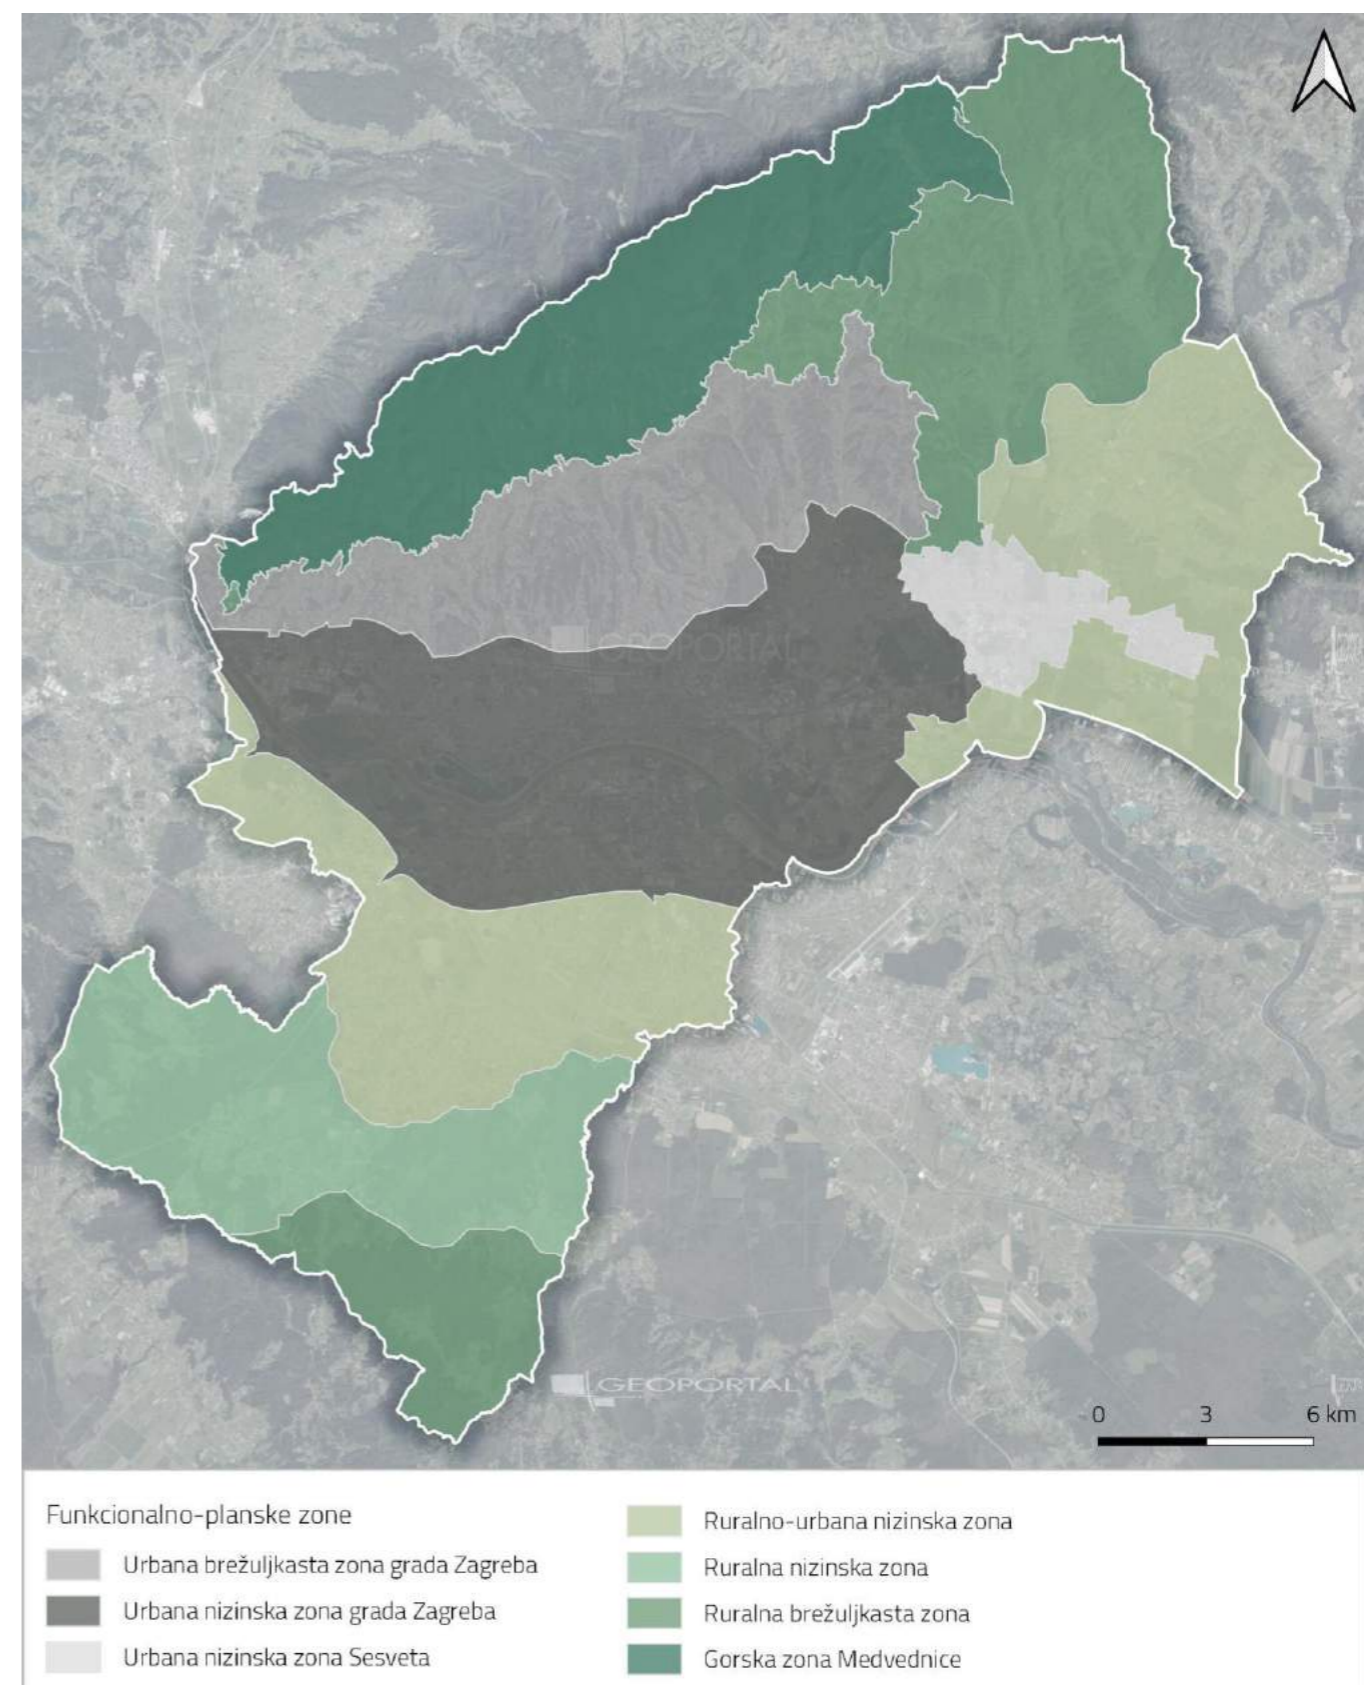 GEOPORTAL
GEOPORTAL
0 3 6 km
Funkcionalno-planske zone
Urbana brežuljkasta zona grada Zagreba
Urbana nizinska zona grada Zagreba
Urbana nizinska zona Sesveta
Ruralno-urbana nizinska zona
Ruralna nizinska zona
Ruralna brežuljkasta zona
Gorska zona Medvednice